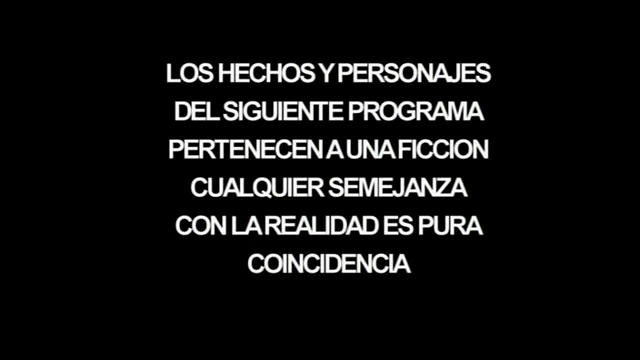 LOS HECHOS Y PERSONAJES
DEL SIGUIENTE PROGRAMA
PERTENECEN A UNA FICCION
CUALQUIER SEMEJANZA
CON LA REALIDAD ES PURA
COINCIDENCIA